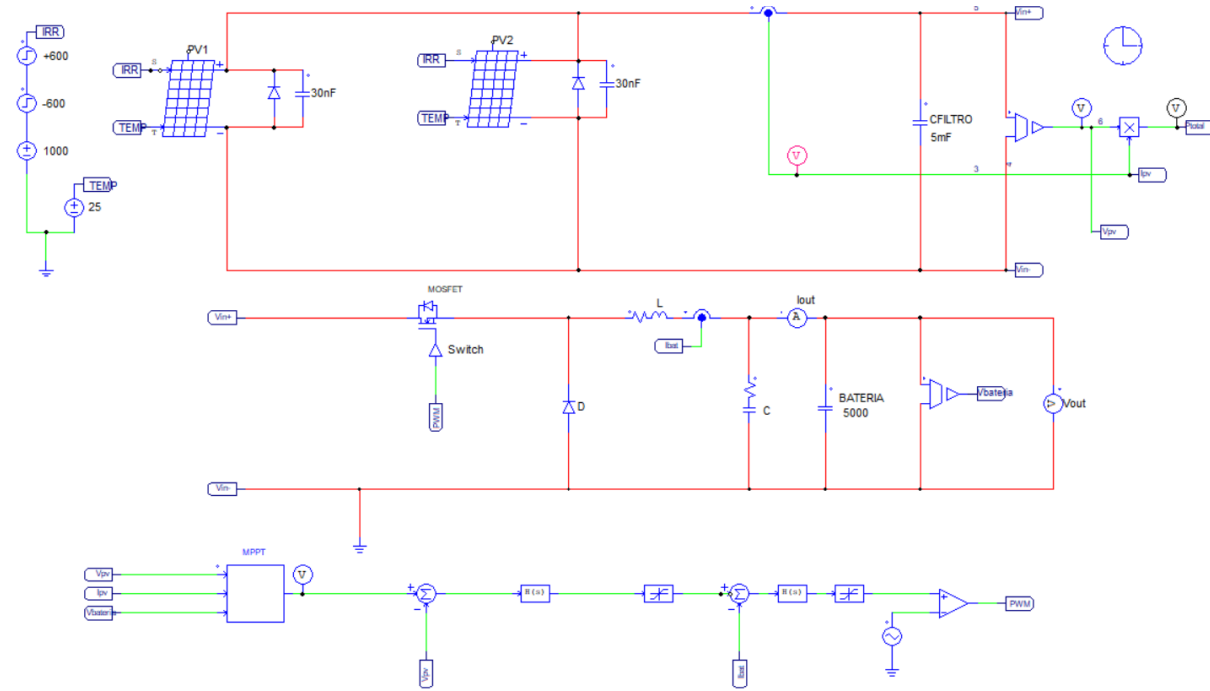 IRR
+600
-600
1000
TEMP
25
PV1
IRR
S
TEMP
T
30nF
PV2
IRR
S
TEMP
T
30nF
5
Vin+
CFILTRO
5mF
V
3
V
6
V
Ptotal
Ipv
Vpv
Vin-
MOSFET
Vin+
Switch
PWM
D
L
Ibat
Iout
A
C
BATERIA
5000
Vbateria
V
Vout
Vin-
MPPT
Vpv
Ipv
Vbateria
V
Σ
Vpv
H(s)
Σ
Ibat
H(s)
PWM